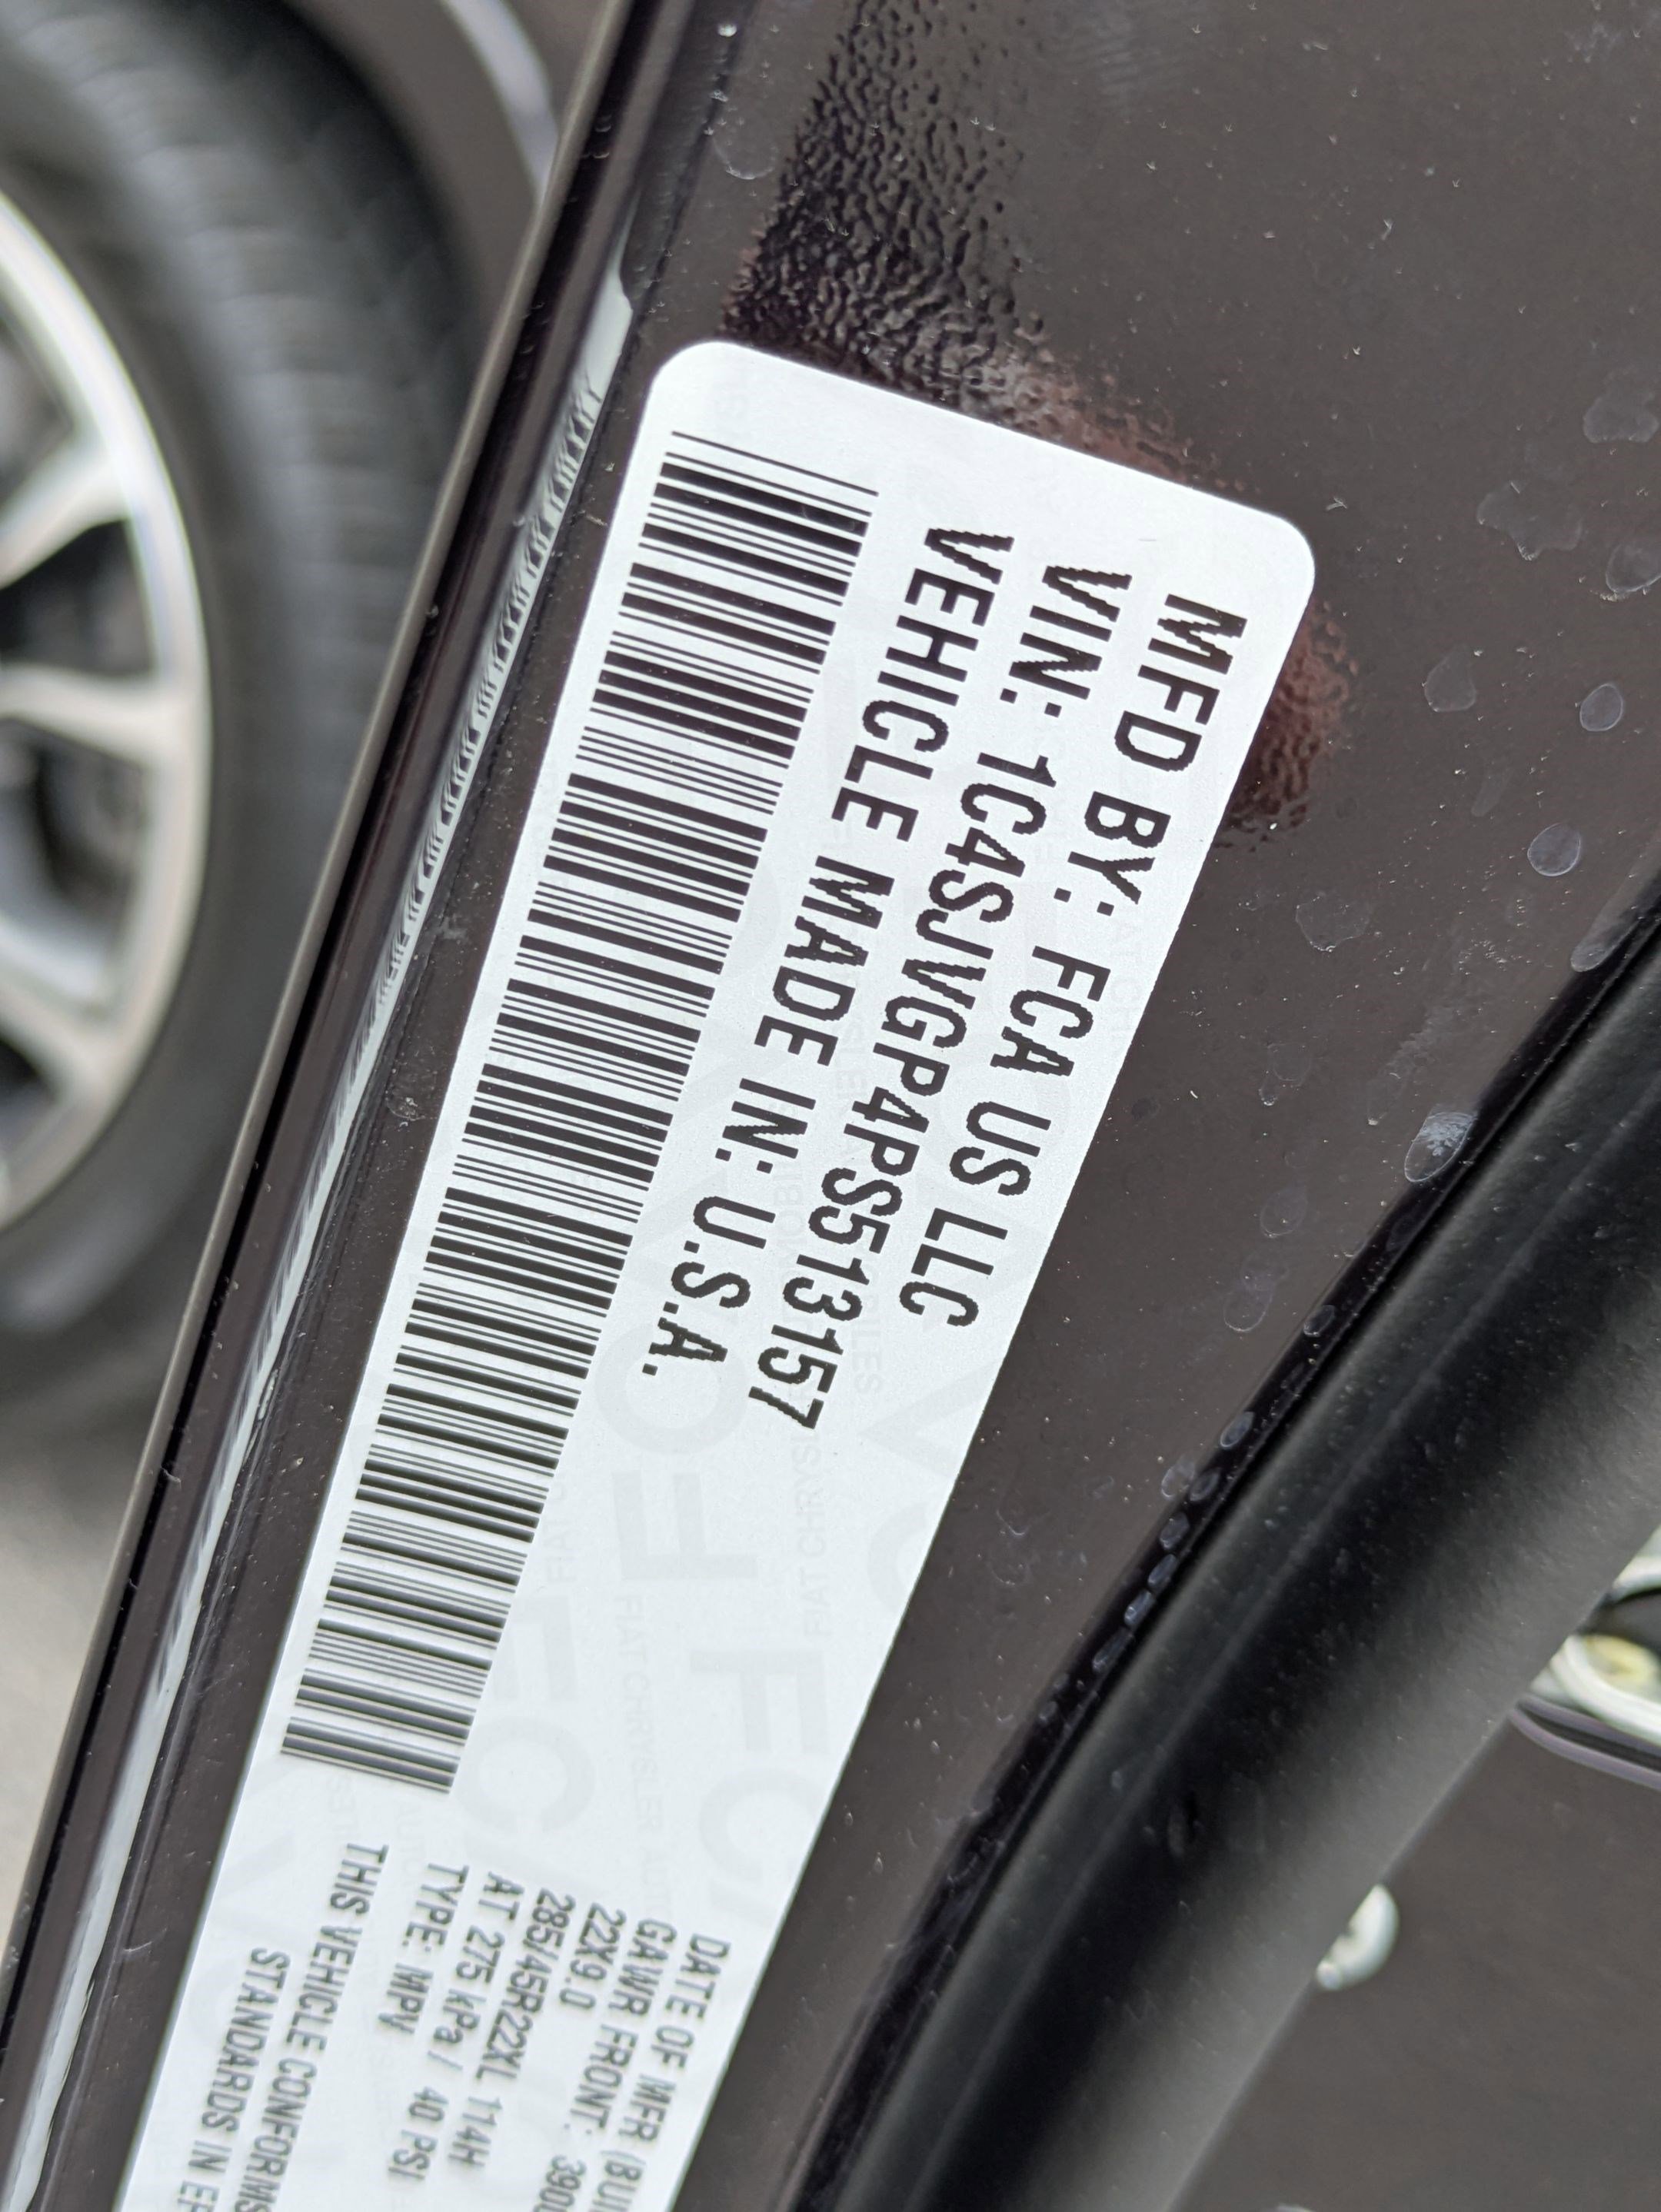 MFD BY: FCA US LLC
VIN: 1C4SJVGP4PS513157
VEHICLE MADE IN: U.S.A.
DATE OF MFR
GAWR FRONT:
22X9.0
285/45R22XL 114H
AT 275 kPa / 40 PSI
TYPE: MPV
THIS VEHICLE CONFORMS
STANDARDS IN